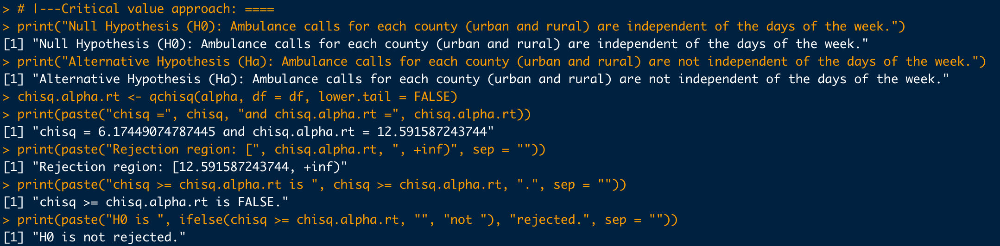 > # |---Critical value approach: ====
> print("Null Hypothesis (H0): Ambulance calls for each county (urban and rural) are independent of the days of the week.")
[1] "Null Hypothesis (H0): Ambulance calls for each county (urban and rural) are independent of the days of the week."
> print("Alternative Hypothesis (Ha): Ambulance calls for each county (urban and rural) are not independent of the days of the week.")
[1] "Alternative Hypothesis (Ha): Ambulance calls for each county (urban and rural) are not independent of the days of the week."
> chisq.alpha.rt <- qchisq(alpha, df = df, lower.tail = FALSE)
> print(paste("chisq =", chisq, "and chisq.alpha.rt =", chisq.alpha.rt))
[1] "chisq = 6.17449074787445 and chisq.alpha.rt = 12.591587243744"
> print(paste("Rejection region: [", chisq.alpha.rt, ", +inf)", sep = ""))
[1] "Rejection region: [12.591587243744, +inf)"
> print(paste("chisq >= chisq.alpha.rt is ", chisq >= chisq.alpha.rt, ".", sep = ""))
[1] "chisq >= chisq.alpha.rt is FALSE."
> print(paste("H0 is ", ifelse(chisq >= chisq.alpha.rt, "", "not "), "rejected.", sep = ""))
[1] "H0 is not rejected."